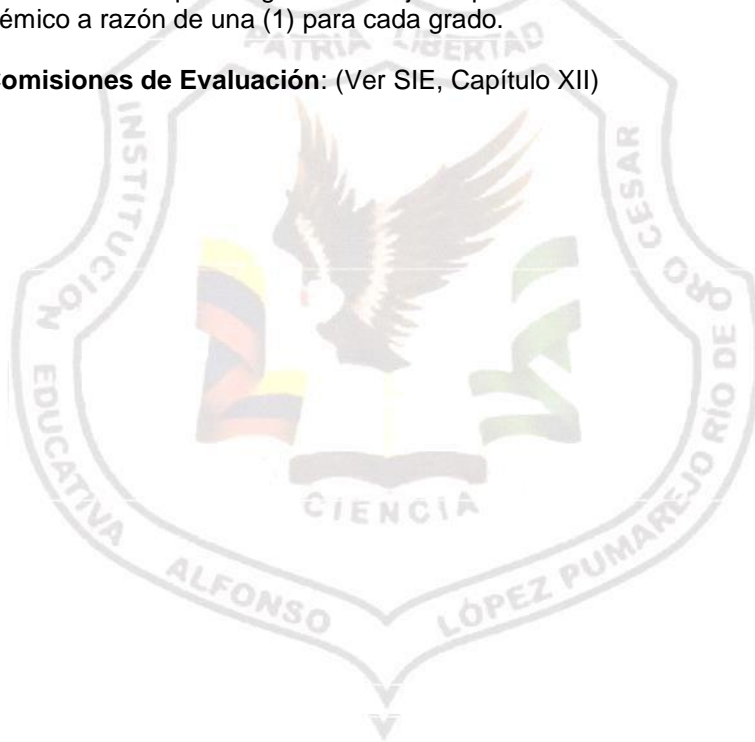 émico a razón de una (1) para cada grado.
omisiones de Evaluación: (Ver SIE, Capítulo XII)
PATRIA LIBERTAD
INSTITUCIÓN EDUCATIVA ALFONSO LÓPEZ PUMAREJO RÍO DE ORO CESAR
CIENCIA